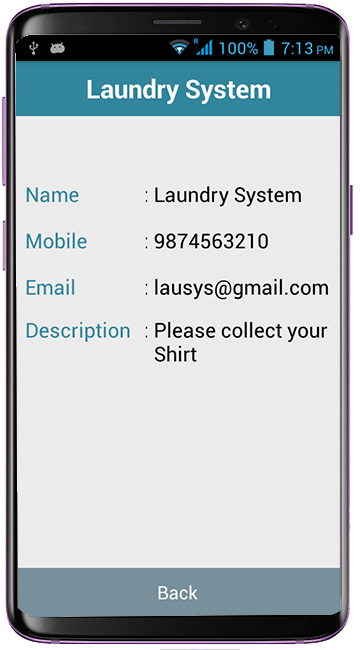 R 100% 7:13 PM
Laundry System
Name : Laundry System
Mobile : 9874563210
Email : lausys@gmail.com
Description : Please collect your
Shirt
Back